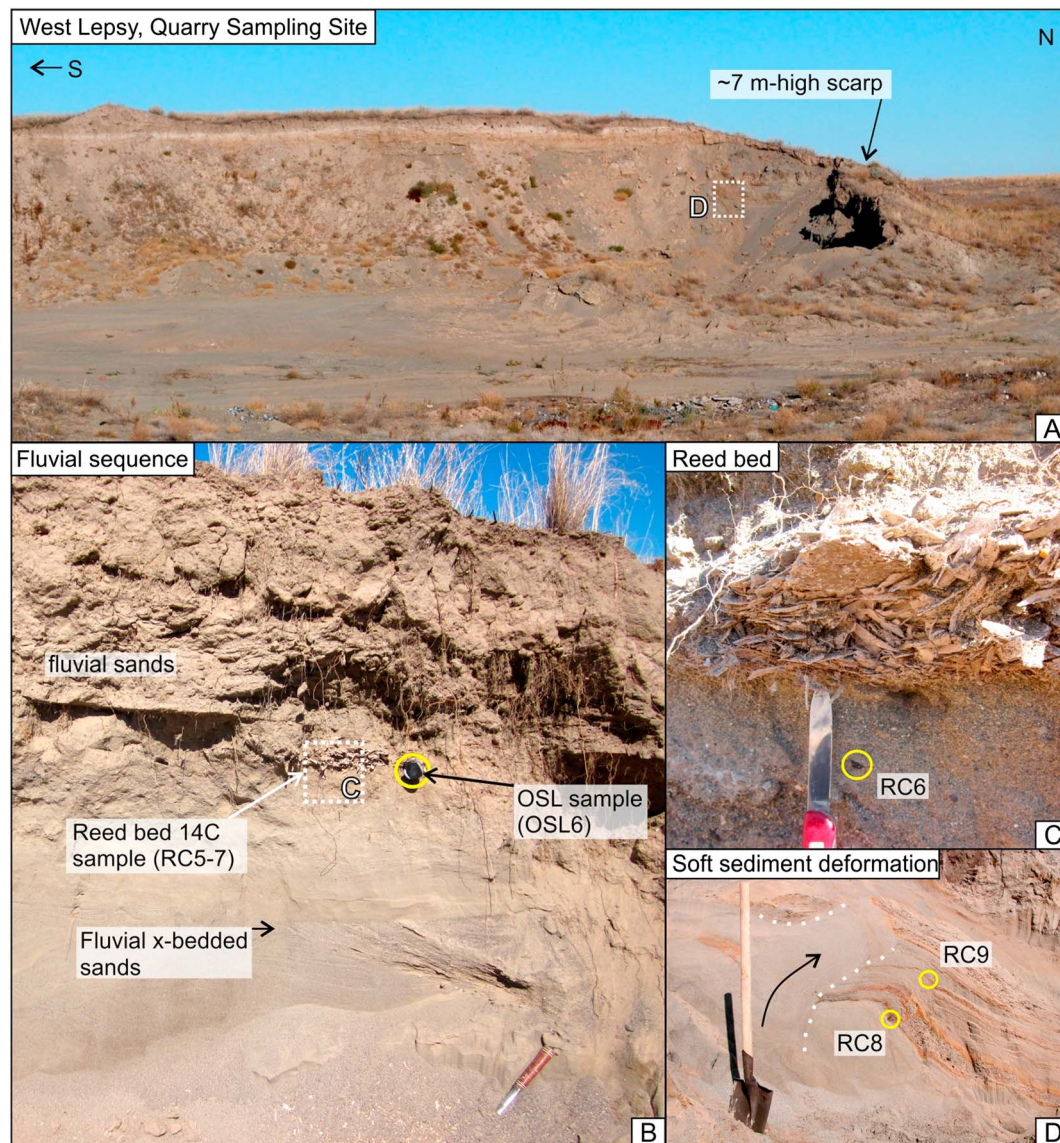 West Lepsy, Quarry Sampling Site
N
← S
~7 m-high scarp
D
A
Fluvial sequence
fluvial sands
C
Reed bed 14C
sample (RC5-7)
OSL sample
(OSL6)
Fluvial x-bedded
sands
B
Reed bed
RC6
C
Soft sediment deformation
RC9
RC8
D